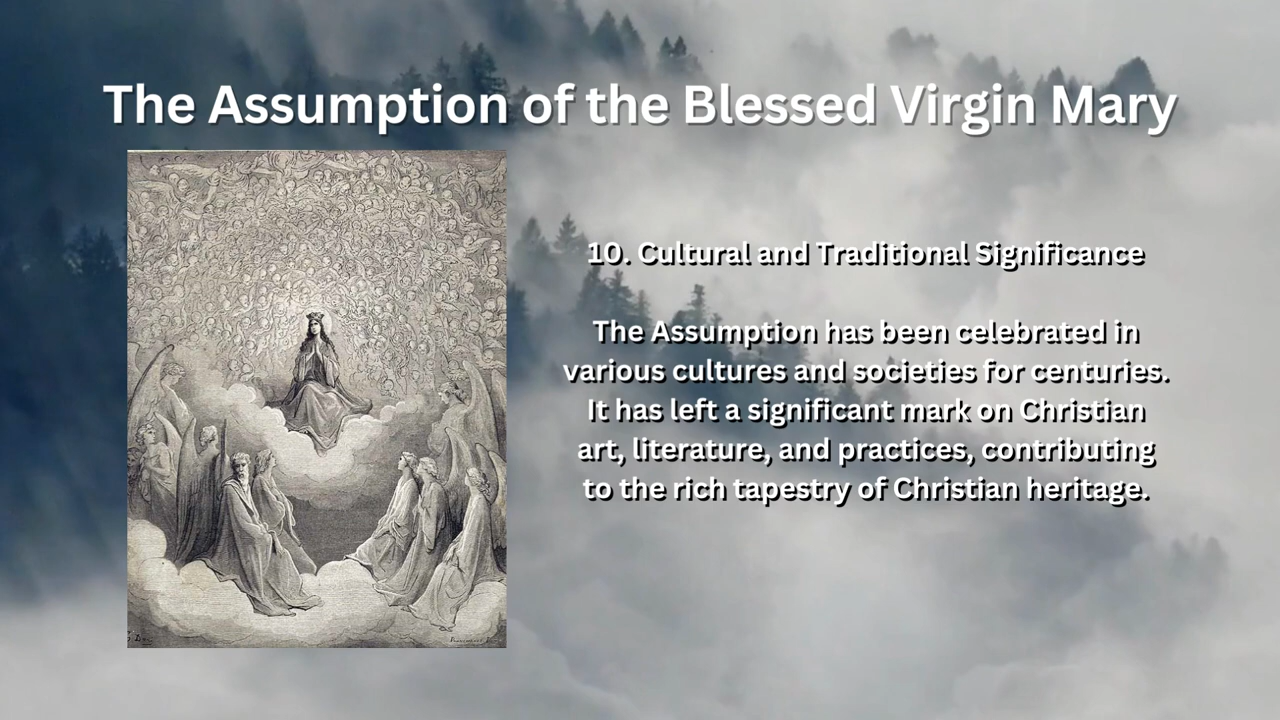 The Assumption of the Blessed Virgin Mary
10. Cultural and Traditional Significance
The Assumption has been celebrated in
various cultures and societies for centuries.
It has left a significant mark on Christian
art, literature, and practices, contributing
to the rich tapestry of Christian heritage.